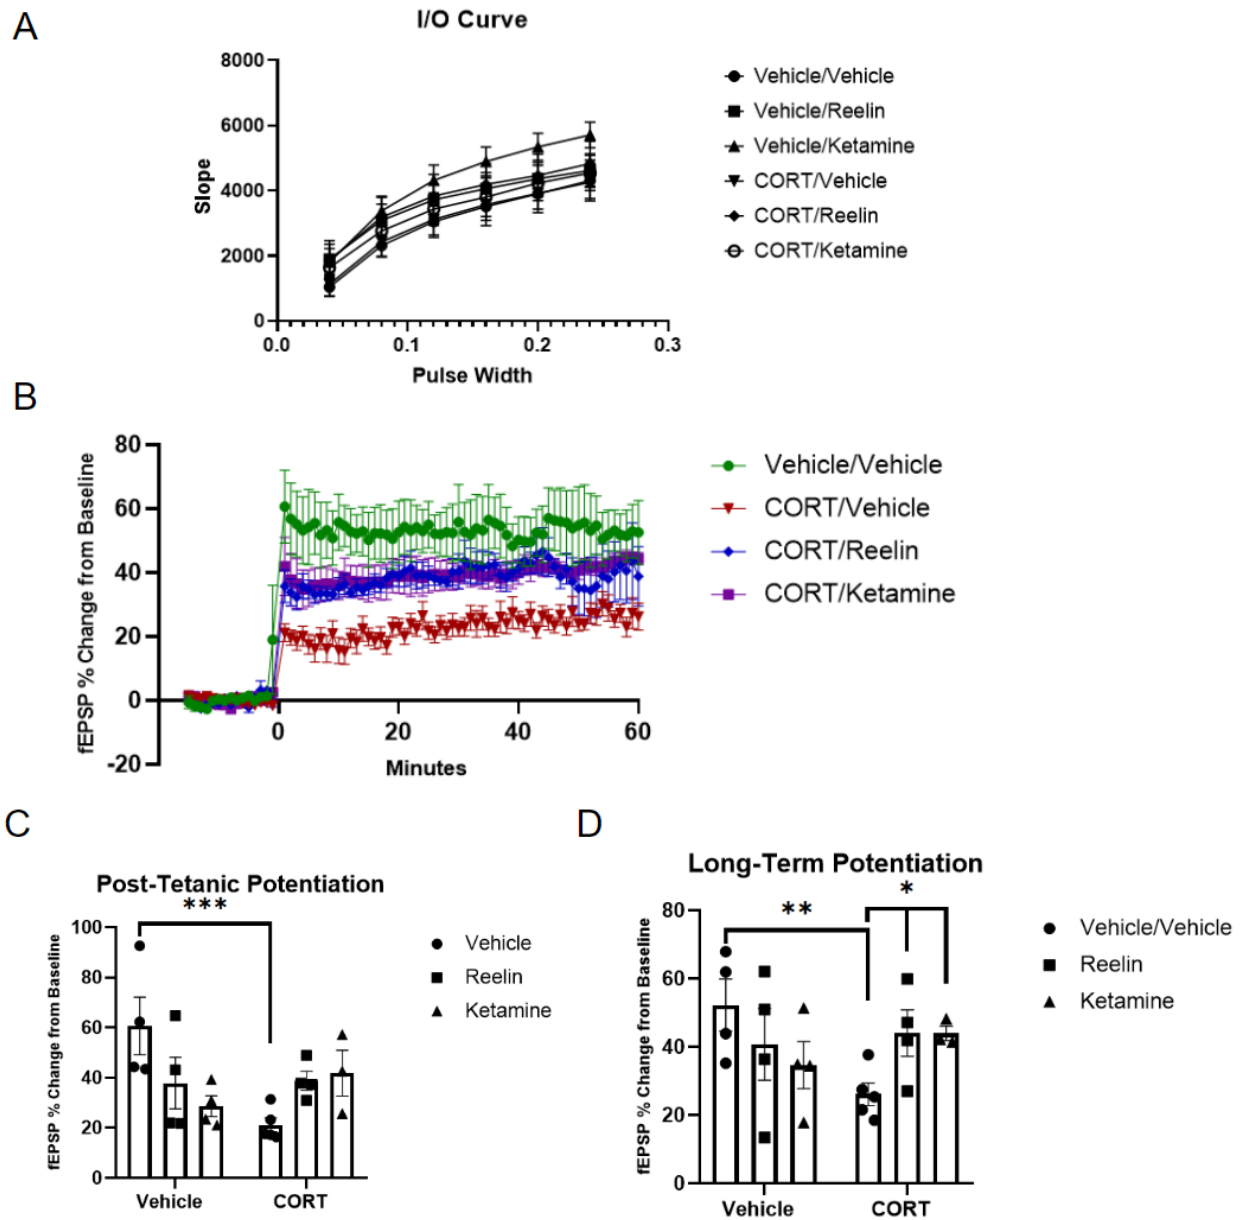 A
I/O Curve
8000
6000
4000
2000
0
Slope
0.0
0.1
0.2
0.3
Pulse Width
Vehicle/Vehicle
Vehicle/Reelin
Vehicle/Ketamine
CORT/Vehicle
CORT/Reelin
CORT/Ketamine
B
80
60
40
20
0
-20
fEPSP % Change from Baseline
0
20
40
60
Minutes
Vehicle/Vehicle
CORT/Vehicle
CORT/Reelin
CORT/Ketamine
C
Post-Tetanic Potentiation
***
100
80
60
40
20
0
fEPSP % Change from Baseline
Vehicle
CORT
Vehicle
Reelin
Ketamine
D
Long-Term Potentiation
**
*
80
60
40
20
0
fEPSP % Change from Baseline
Vehicle
CORT
Vehicle/Vehicle
Reelin
Ketamine